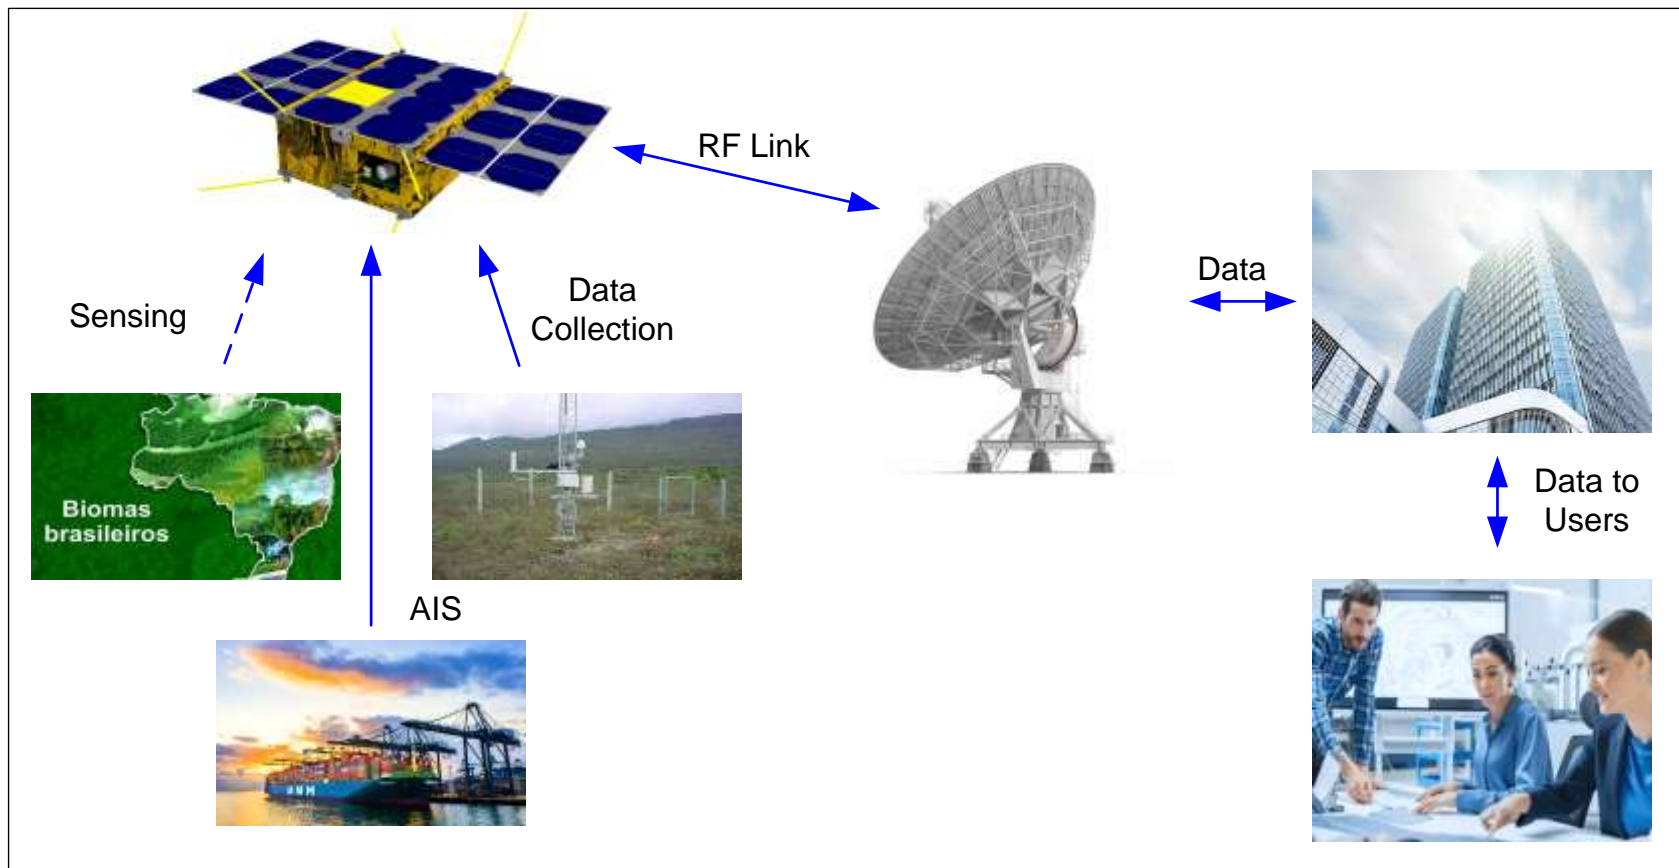 RF Link
Data
Sensing
Data
Collection
Biomas
brasileiros
AIS
Data to
Users